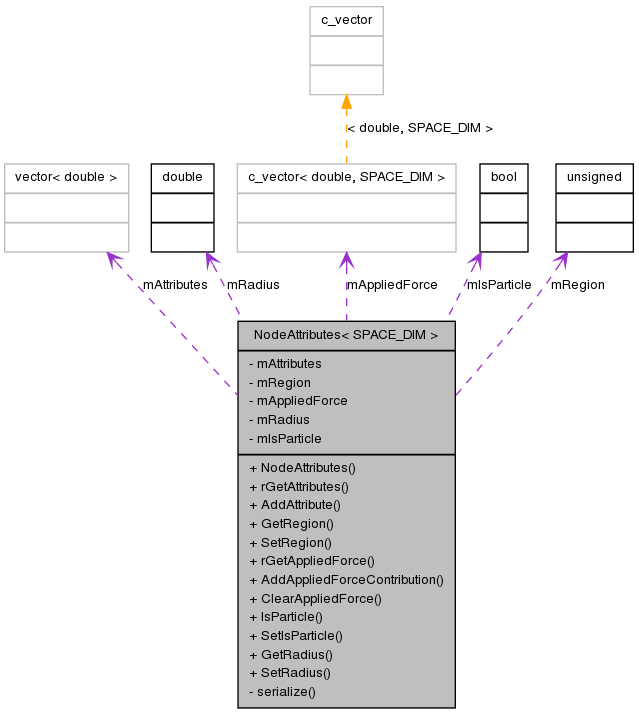 c_vector
< double, SPACE_DIM >
vector< double >
double
c_vector< double, SPACE_DIM >
bool
unsigned
mAttributes
mRadius
mAppliedForce
mIsParticle
mRegion
NodeAttributes< SPACE_DIM >
- mAttributes
- mRegion
- mAppliedForce
- mRadius
- mIsParticle
+ NodeAttributes()
+ rGetAttributes()
+ AddAttribute()
+ GetRegion()
+ SetRegion()
+ rGetAppliedForce()
+ AddAppliedForceContribution()
+ ClearAppliedForce()
+ IsParticle()
+ SetIsParticle()
+ GetRadius()
+ SetRadius()
- serialize()